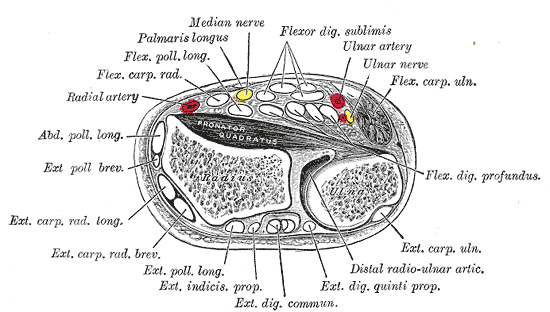 Median nerve
Palmaris longus
Flexor dig. sublimis
Flex. poll. long.
Ulnar artery
Flex. carp. rad.
Ulnar nerve
Radial artery
Flex. carp. uln.
PRONATOR
QUADRATUS
Abd. poll. long.
Ext poll brev.
Radius
Ulna
Flex. dig. profundus.
Ext. carp. rad. long.
Ext. carp. rad. brev.
Ext. carp. uln.
Ext. poll. long.
Distal radio-ulnar artic.
Ext. indicis. prop.
Ext. dig. quinti prop.
Ext. dig. commun.